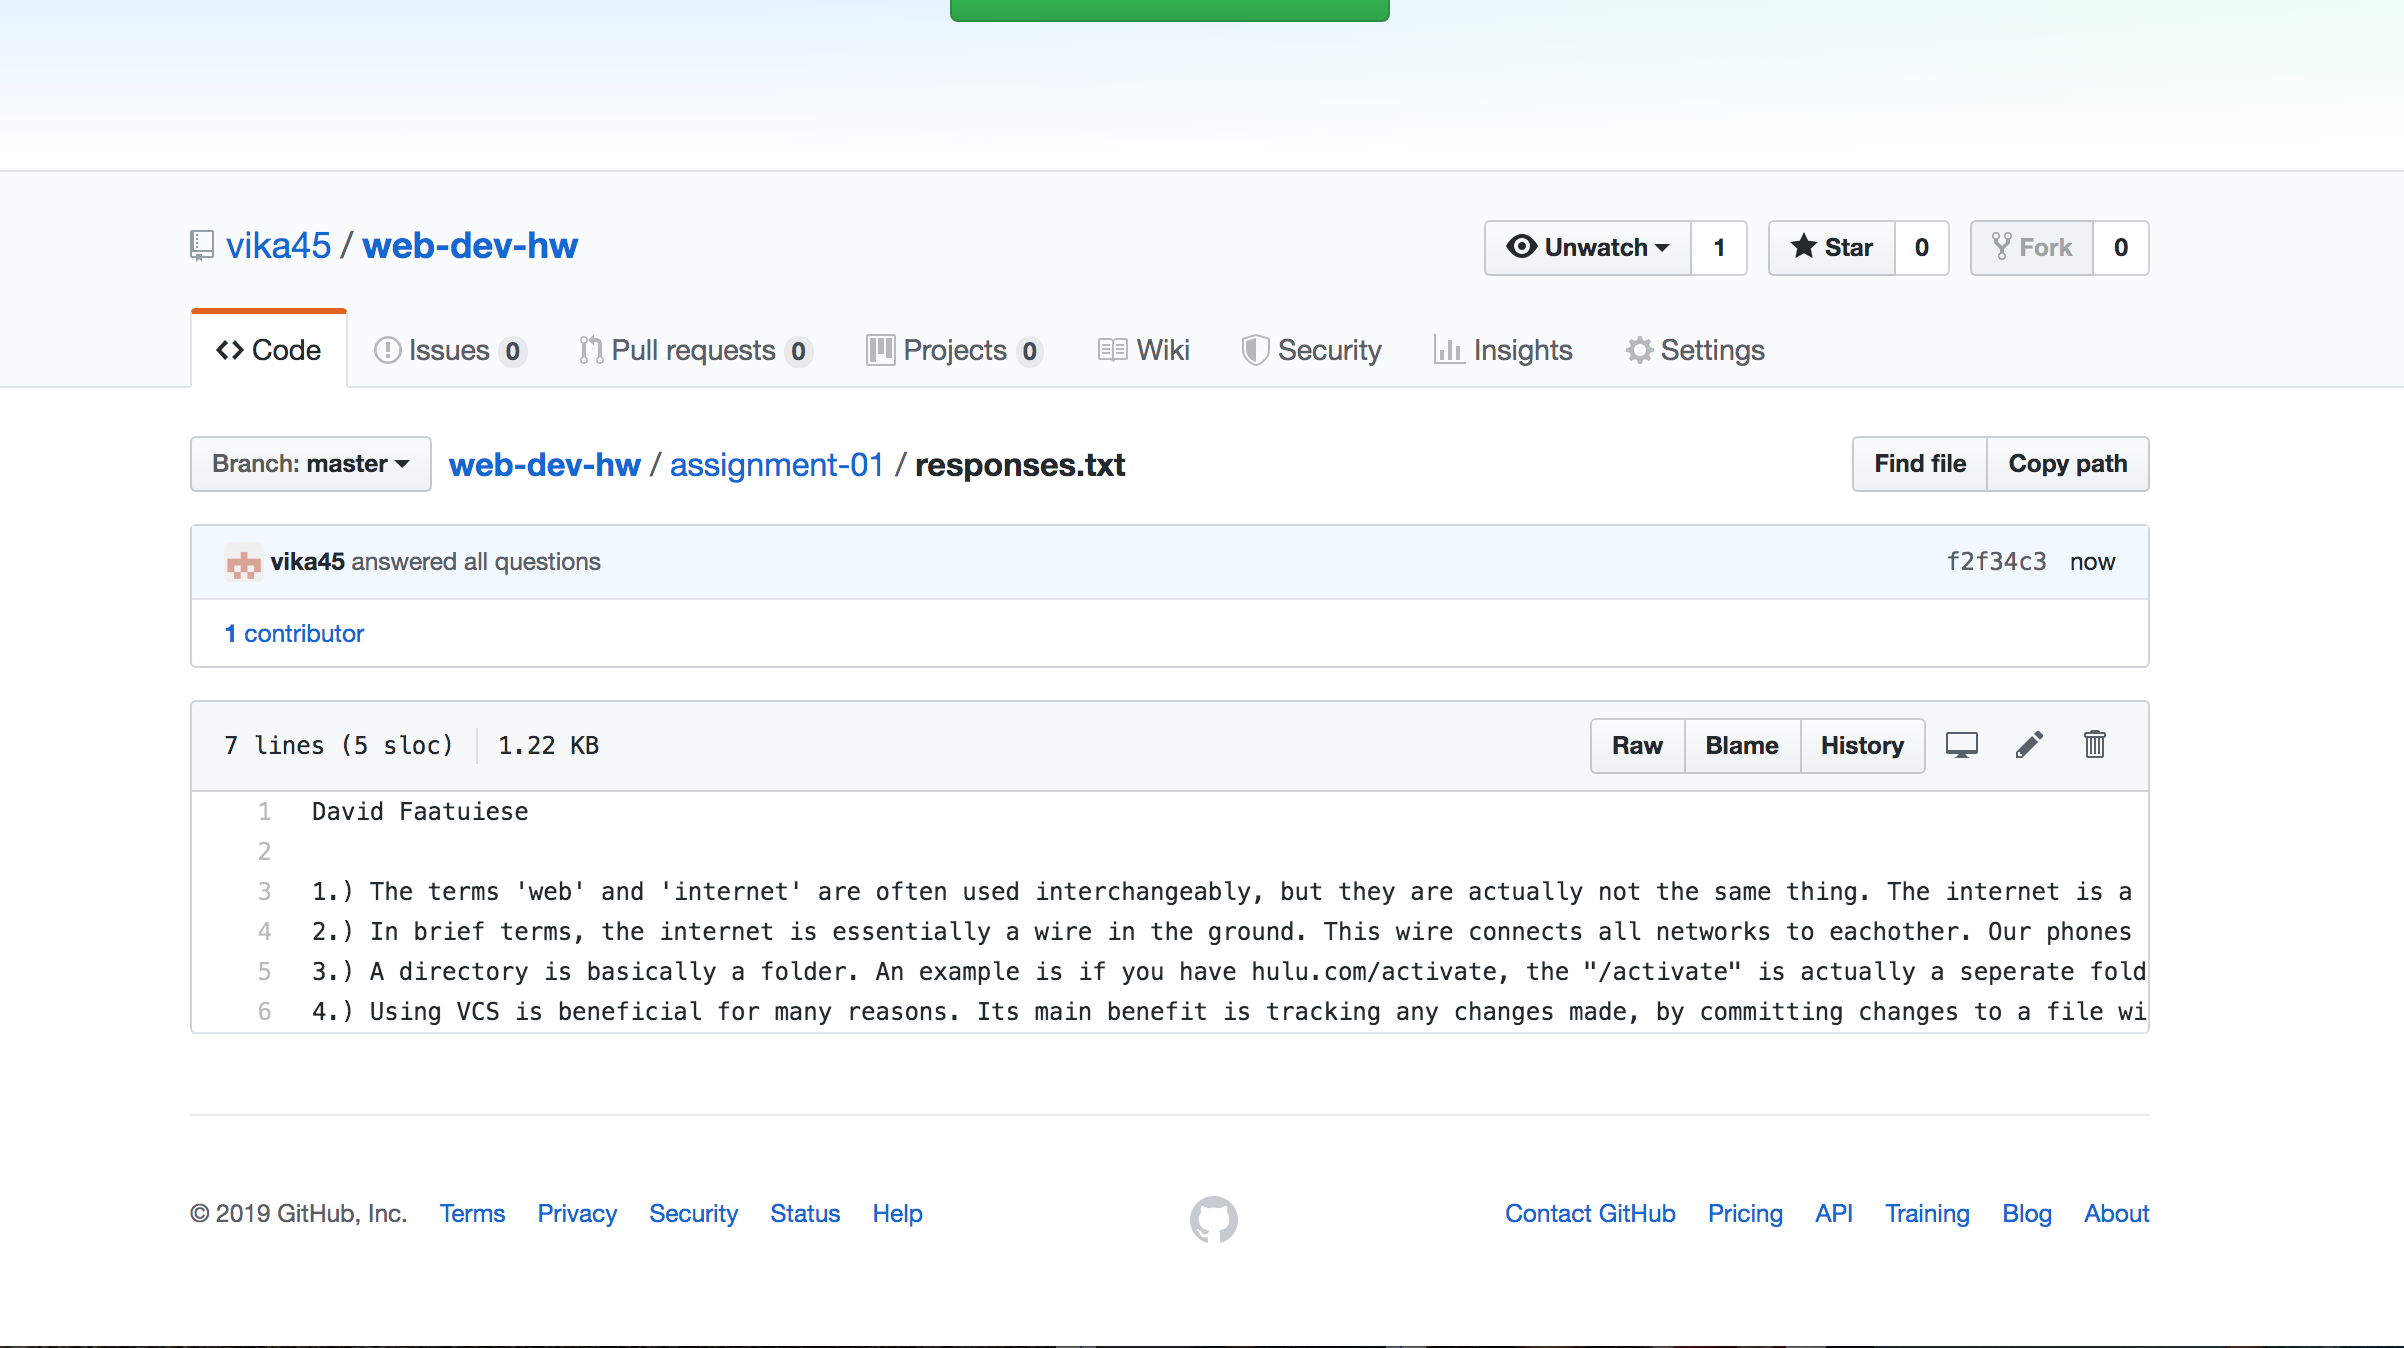 vika45 / web-dev-hw
Unwatch 1
Star 0
Fork 0
Code
Issues 0
Pull requests 0
Projects 0
Wiki
Security
Insights
Settings
Branch: master
web-dev-hw / assignment-01 / responses.txt
Find file
Copy path
vika45 answered all questions
f2f34c3 now
1 contributor
7 lines (5 sloc) 1.22 KB
Raw
Blame
History
1 David Faatuiese
2
3 1.) The terms 'web' and 'internet' are often used interchangeably, but they are actually not the same thing. The internet is a
4 2.) In brief terms, the internet is essentially a wire in the ground. This wire connects all networks to eachother. Our phones
5 3.) A directory is basically a folder. An example is if you have hulu.com/activate, the "/activate" is actually a seperate fold
6 4.) Using VCS is beneficial for many reasons. Its main benefit is tracking any changes made, by committing changes to a file wi
© 2019 GitHub, Inc.
Terms
Privacy
Security
Status
Help
Contact GitHub
Pricing
API
Training
Blog
About